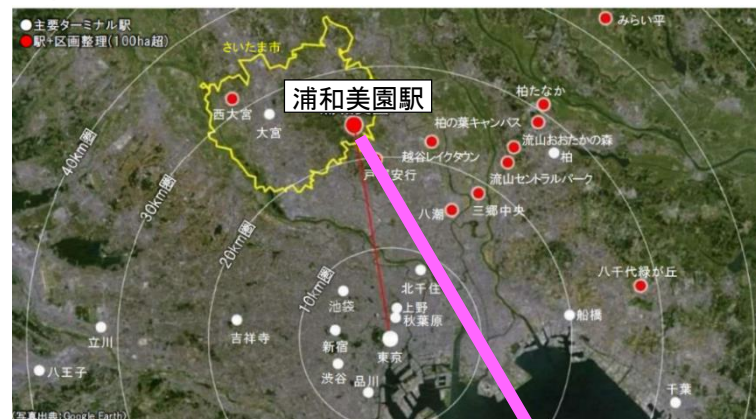 主要ターミナル駅
駅+区画整理(100ha超)
みらい平
さいたま市
浦和美園駅
西大宮
大宮
柏たなか
柏の葉キャンパス
流山おおたかの森
越谷レイクタウン
柏
流山セントラルパーク
三郷中央
八潮
40km圏
30km圏
20km圏
10km圏
八千代緑が丘
北千住
池袋
上野
秋葉原
船橋
立川
吉祥寺
新宿
東京
八王子
渋谷
品川
千葉
(写真出典:Google Earth)